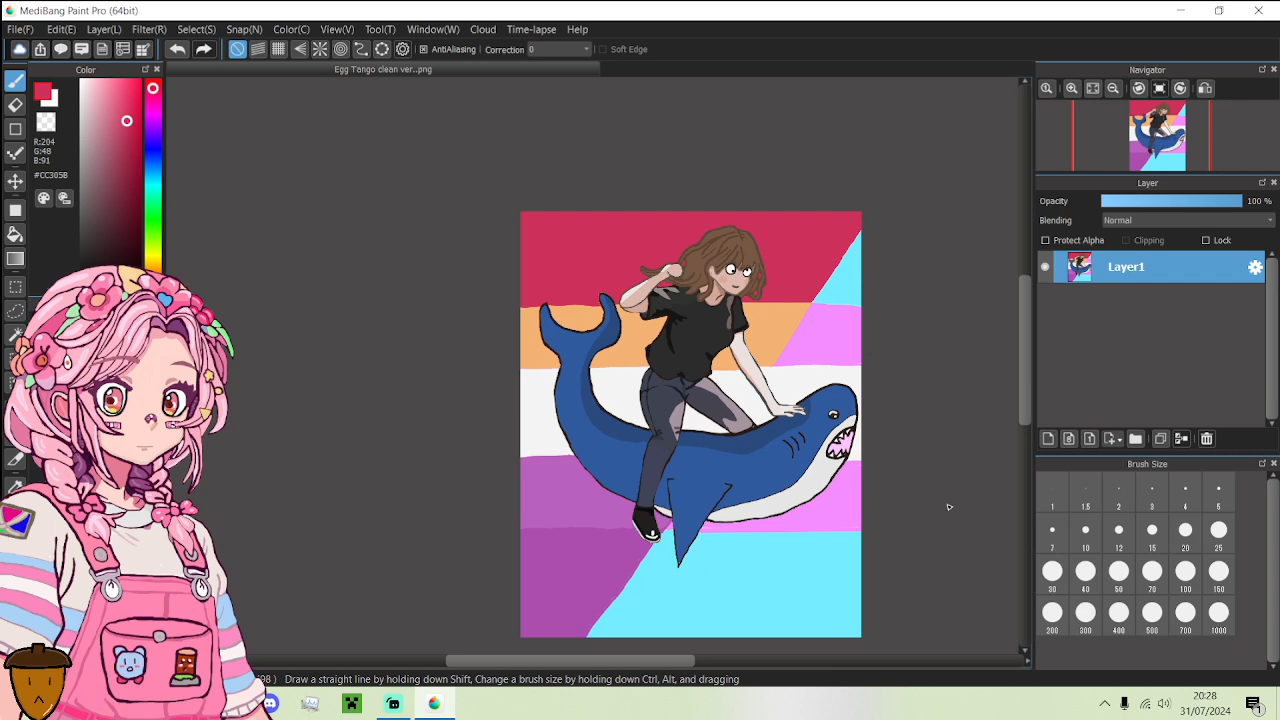 MediBang Paint Pro (64bit)
File(F) Edit(E) Layer(L) Filter(R) Select(S) Snap(N) Color(C) View(V) Tool(T) Window(W) Cloud Time-lapse Help
AntiAliasing Correction 0 Soft Edge
Color
Egg Tango clean ver..png
Navigator
R:204
G:48
B:91
#CC305B
Layer
Opacity 100 %
Blending Normal
Protect Alpha Clipping Lock
Layer1
Brush Size
1 1.5 2 3 4 5
7 10 12 15 20 25
30 40 50 70 100 150
200 300 400 500 700 1000
Draw a straight line by holding down Shift, Change a brush size by holding down Ctrl, Alt, and dragging
20:28
31/07/2024
1